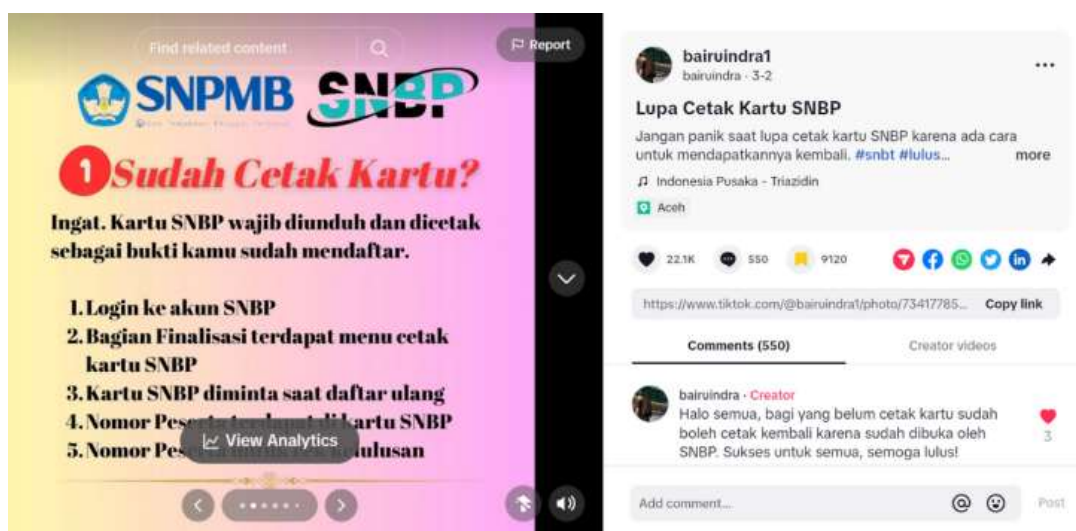 Find related content
Report
SNPMB SNBP
1 Sudah Cetak Kartu?
Ingat. Kartu SNBP wajib diunduh dan dicetak
sebagai bukti kamu sudah mendaftar.
1. Login ke akun SNBP
2. Bagian Finalisasi terdapat menu cetak
kartu SNBP
3. Kartu SNBP diminta saat daftar ulang
4. Nomor Peserta terdapat di kartu SNBP
5. Nomor
View Analytics
bairuindra1
bairuindra · 3-2
Lupa Cetak Kartu SNBP
Jangan panik saat lupa cetak kartu SNBP karena ada cara
untuk mendapatkannya kembali. #snbt #lulus... more
Indonesia Pusaka - Triazidin
Aceh
22.1K 550 9120
https://www.tiktok.com/@bairuindra1/photo/73417785... Copy link
Comments (550) Creator videos
bairuindra · Creator
Halo semua, bagi yang belum cetak kartu sudah
boleh cetak kembali karena sudah dibuka oleh
SNBP. Sukses untuk semua, semoga lulus!
3
Add comment... Post